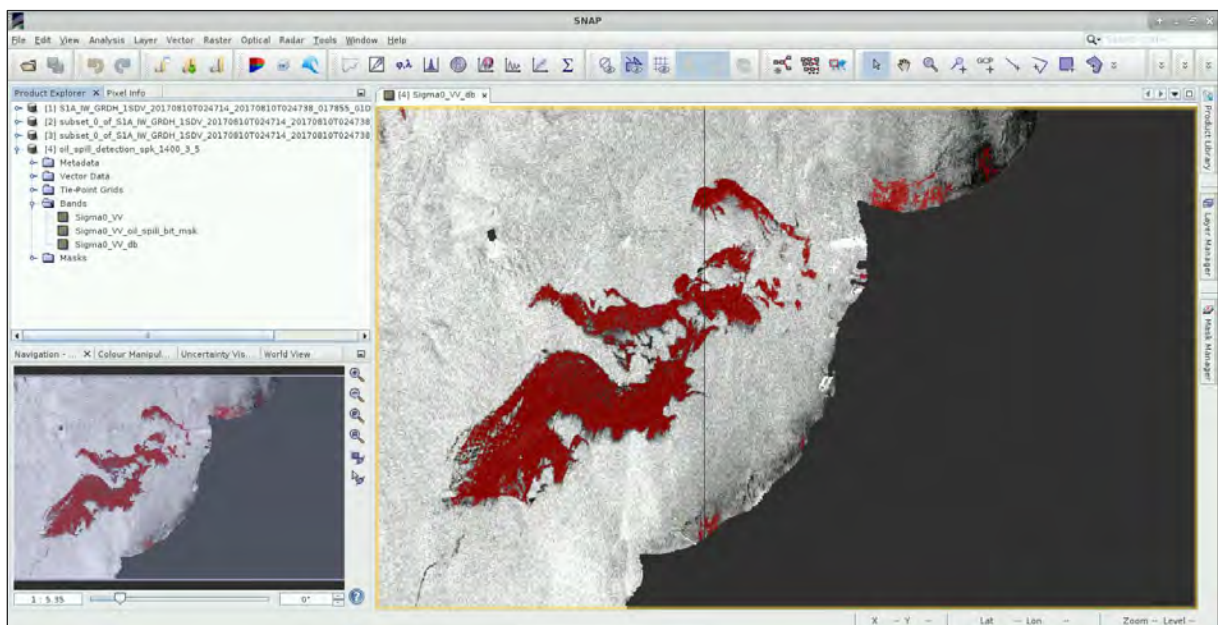 SNAP
File Edit View Analysis Layer Vector Raster Optical Radar Tools Window Help
Product Explorer X Pixel Info
[4] Sigma0_VV_db
[1] S1A_IW_GRDH_1SDV_20170810T024714_20170810T024738_017855_01D
[2] subset_0_of_S1A_IW_GRDH_1SDV_20170810T024714_20170810T024738
[3] subset_0_of_S1A_IW_GRDH_1SDV_20170810T024714_20170810T024738
[4] oil_spill_detection_spk_1400_3_5
Metadata
Vector Data
Tie-Point Grids
Bands
Sigma0_VV
Sigma0_VV_oil_spill_bit_msk
Sigma0_VV_db
Masks
Product Library
Layer Manager
Mask Manager
Navigation - ... X Colour Manipul... Uncertainty Vis... World View
1 : 5.35
0°
X -- Y -- Lat -- Lon -- Zoom -- Level --